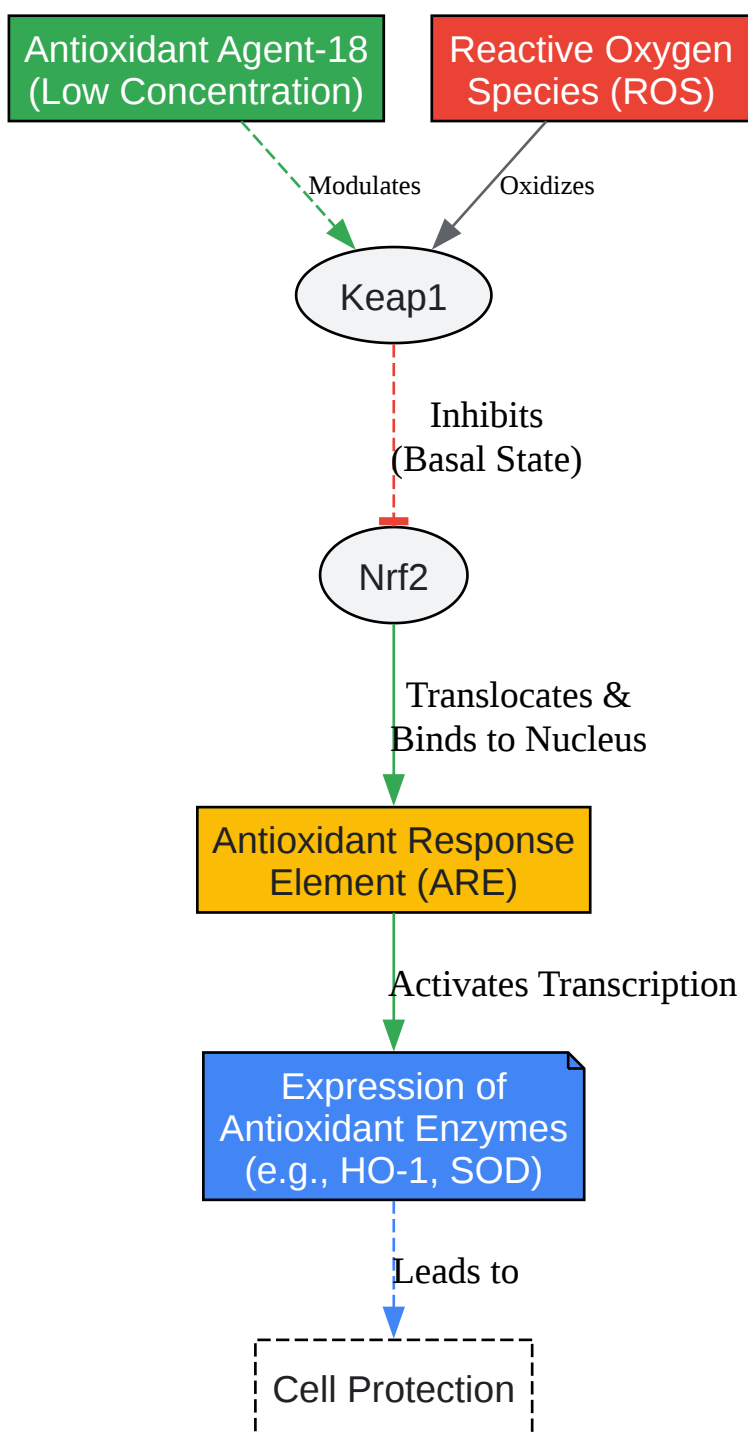 Antioxidant Agent-18
(Low Concentration)
Reactive Oxygen
Species (ROS)
Modulates
Oxidizes
Keap1
Inhibits
(Basal State)
Nrf2
Translocates &
Binds to Nucleus
Antioxidant Response
Element (ARE)
Activates Transcription
Expression of
Antioxidant Enzymes
(e.g., HO-1, SOD)
Leads to
Cell Protection